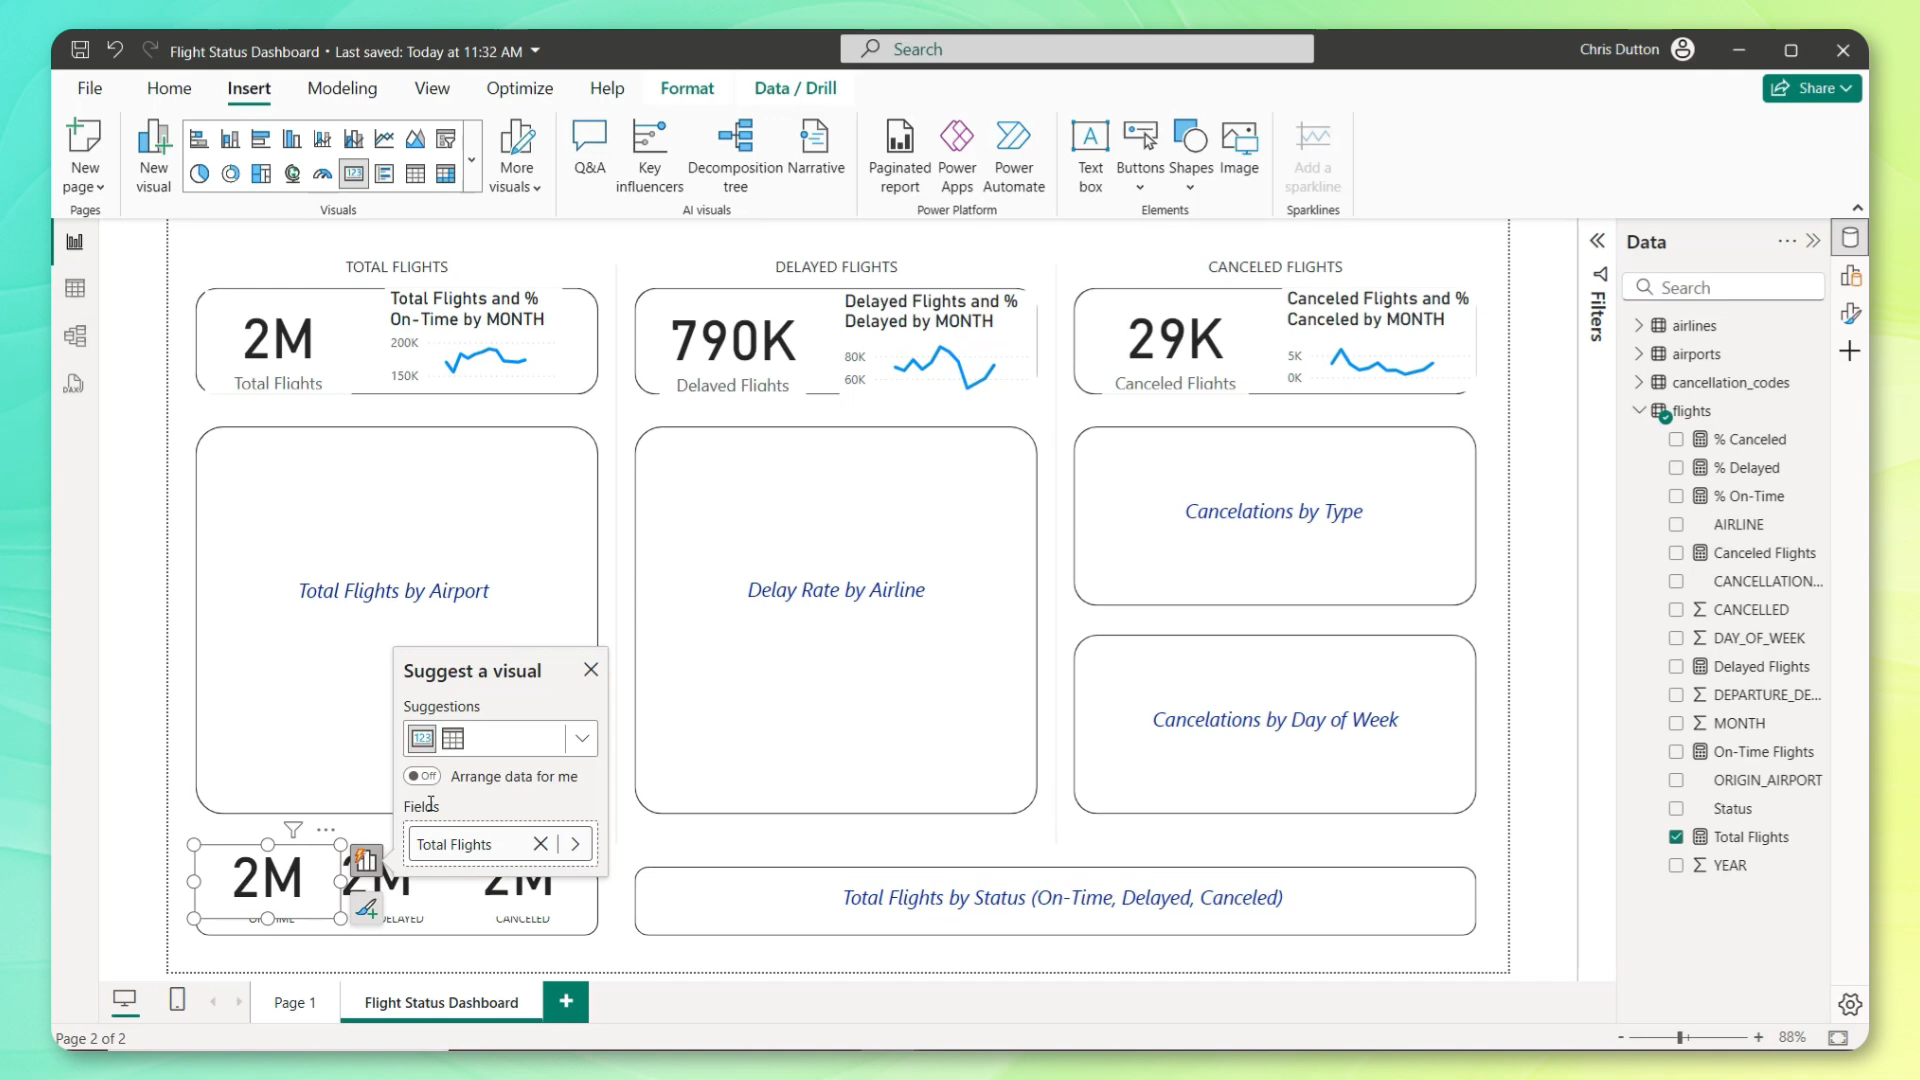 Flight Status Dashboard • Last saved: Today at 11:32 AM
Search
Chris Dutton
File
Home
Insert
Modeling
View
Optimize
Help
Format
Data / Drill
Share
New
page
Pages
New
visual
More
visuals
Visuals
Q&A
Key
influencers
Decomposition
tree
Narrative
AI visuals
Paginated
report
Power
Apps
Power
Automate
Power Platform
Text
box
Buttons
Shapes
Image
Elements
Add a
sparkline
Sparklines
TOTAL FLIGHTS
2M
Total Flights
Total Flights and %
On-Time by MONTH
200K
150K
DELAYED FLIGHTS
790K
Delayed Flights
Delayed Flights and %
Delayed by MONTH
80K
60K
CANCELED FLIGHTS
29K
Canceled Flights
Canceled Flights and %
Canceled by MONTH
5K
0K
Total Flights by Airport
Delay Rate by Airline
Cancelations by Type
Cancelations by Day of Week
Suggest a visual
Suggestions
123
Off
Arrange data for me
Fields
Total Flights
2M
2M
2M
DELAYED
CANCELED
Total Flights by Status (On-Time, Delayed, Canceled)
Filters
Data
Search
airlines
airports
cancellation_codes
flights
% Canceled
% Delayed
% On-Time
AIRLINE
Canceled Flights
CANCELLATION...
CANCELLED
DAY_OF_WEEK
Delayed Flights
DEPARTURE_DE...
MONTH
On-Time Flights
ORIGIN_AIRPORT
Status
Total Flights
YEAR
DAX
Page 1
Flight Status Dashboard
Page 2 of 2
88%